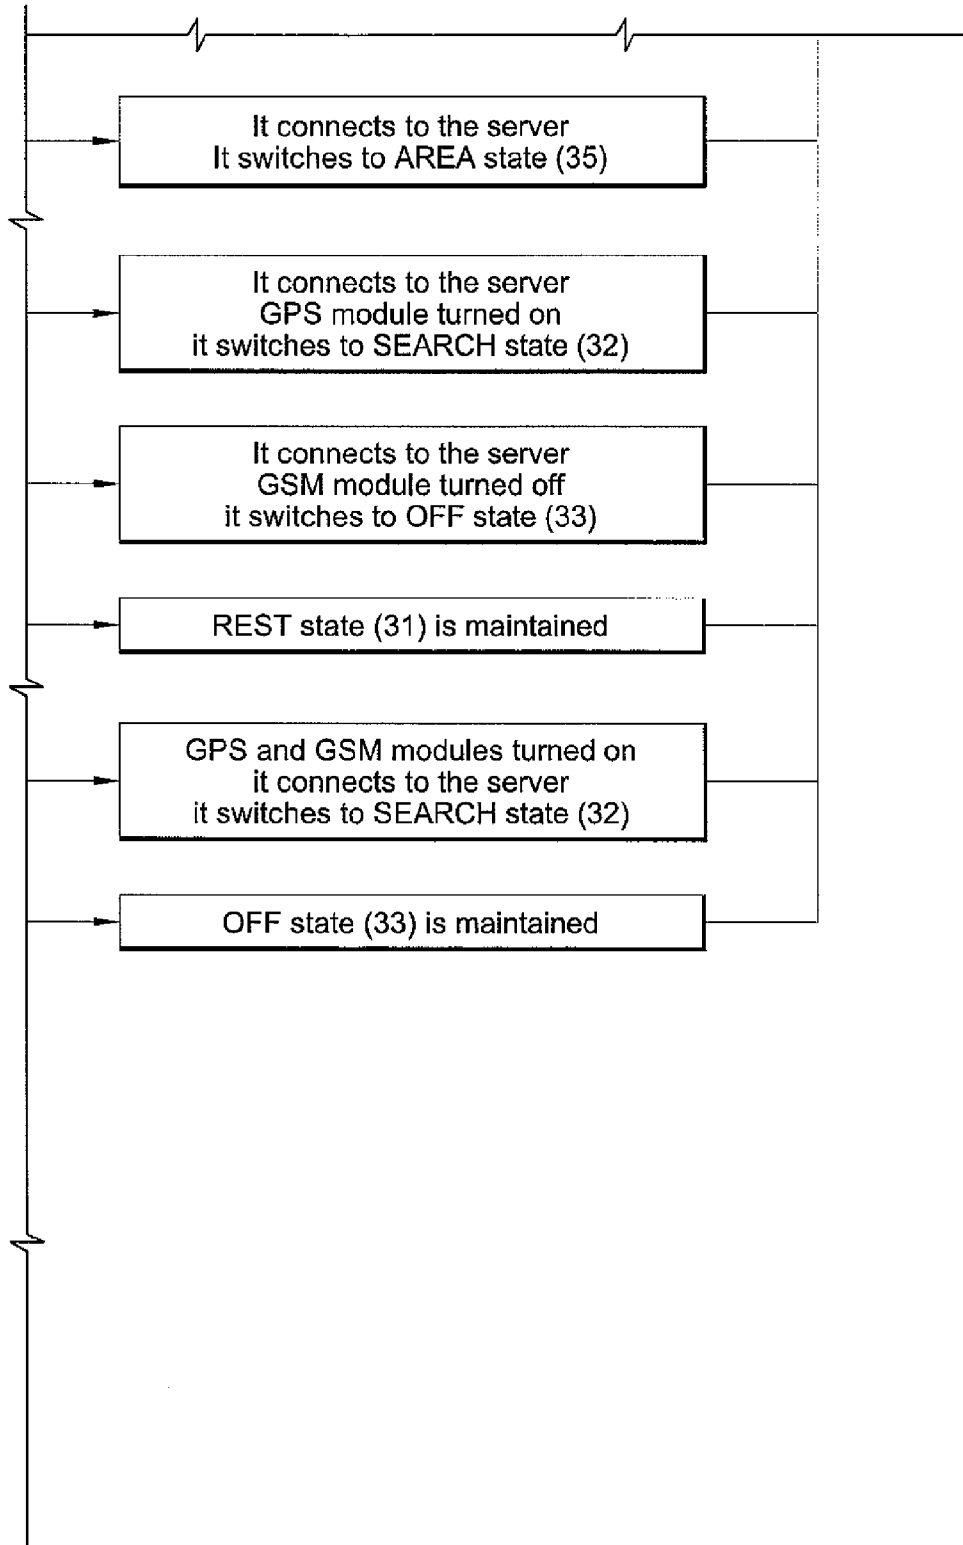 It connects to the server
It switches to AREA state (35)
It connects to the server
GPS module turned on
it switches to SEARCH state (32)
It connects to the server
GSM module turned off
it switches to OFF state (33)
REST state (31) is maintained
GPS and GSM modules turned on
it connects to the server
it switches to SEARCH state (32)
OFF state (33) is maintained